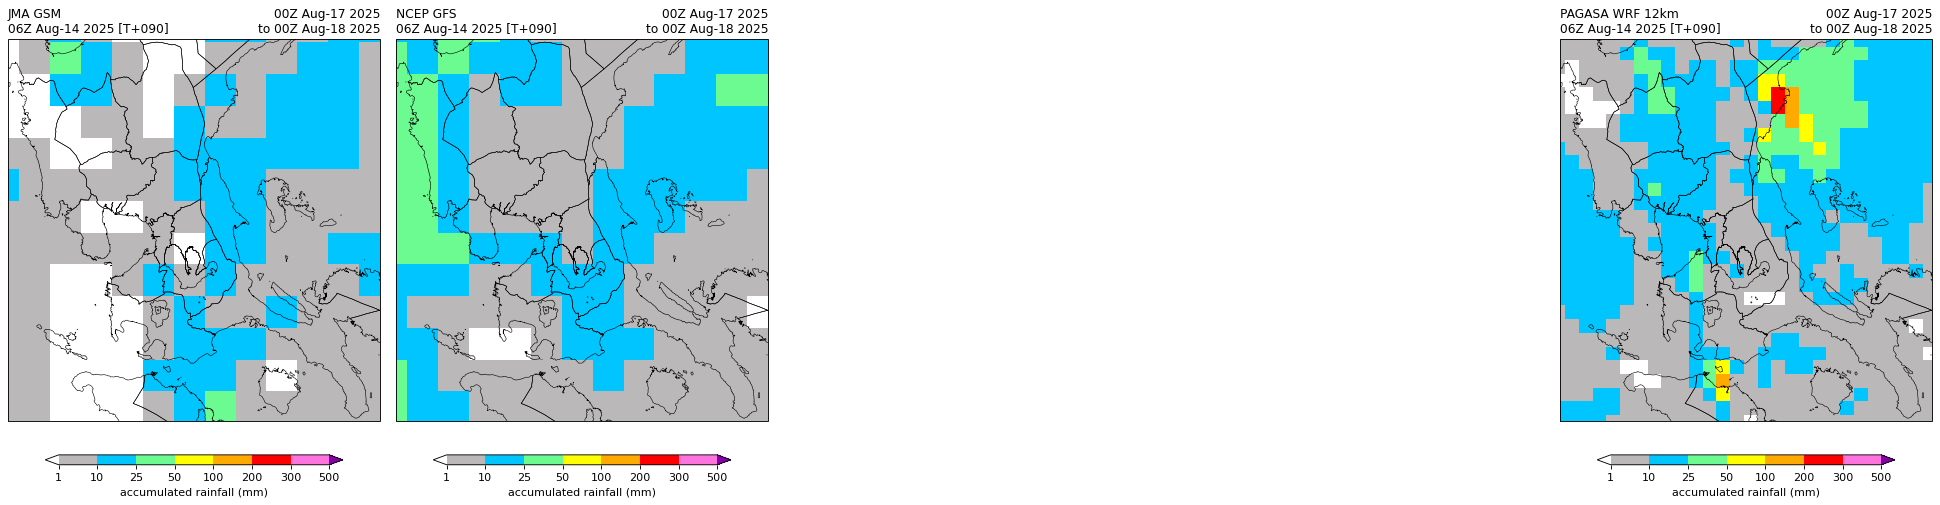 JMA GSM
00Z Aug-17 2025
06Z Aug-14 2025 [T+090]
to 00Z Aug-18 2025
NCEP GFS
00Z Aug-17 2025
06Z Aug-14 2025 [T+090]
to 00Z Aug-18 2025
PAGASA WRF 12km
00Z Aug-17 2025
06Z Aug-14 2025 [T+090]
to 00Z Aug-18 2025
1 10 25 50 100 200 300 500
accumulated rainfall (mm)
1 10 25 50 100 200 300 500
accumulated rainfall (mm)
1 10 25 50 100 200 300 500
accumulated rainfall (mm)